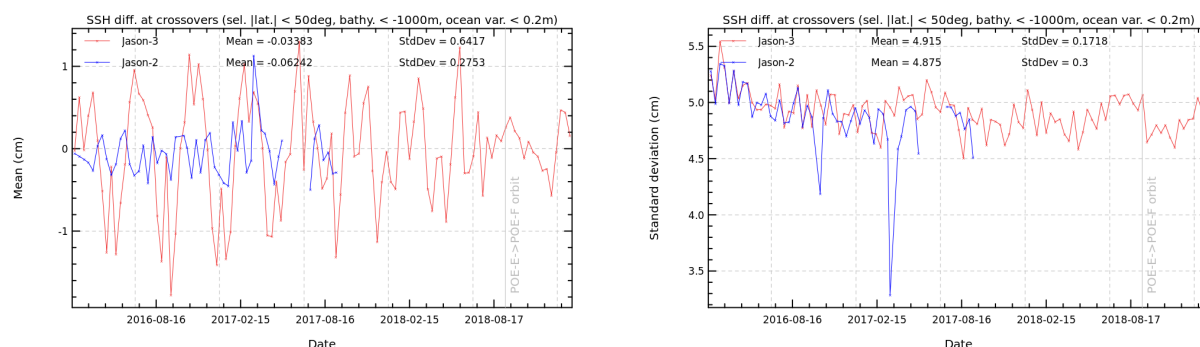 SSH diff. at crossovers (sel. |lat.| < 50deg, bathy. < -1000m, ocean var. < 0.2m)
Jason-3 Mean = -0.03383 StdDev = 0.6417
Jason-2 Mean = -0.06242 StdDev = 0.2753
1
0
-1
Mean (cm)
POE-E->POE-F orbit
2016-08-16 2017-02-15 2017-08-16 2018-02-15 2018-08-17
Date
SSH diff. at crossovers (sel. |lat.| < 50deg, bathy. < -1000m, ocean var. < 0.2m)
Jason-3 Mean = 4.915 StdDev = 0.1718
Jason-2 Mean = 4.875 StdDev = 0.3
5.5
5.0
4.5
4.0
3.5
Standard deviation (cm)
POE-E->POE-F orbit
2016-08-16 2017-02-15 2017-08-16 2018-02-15 2018-08-17
Date